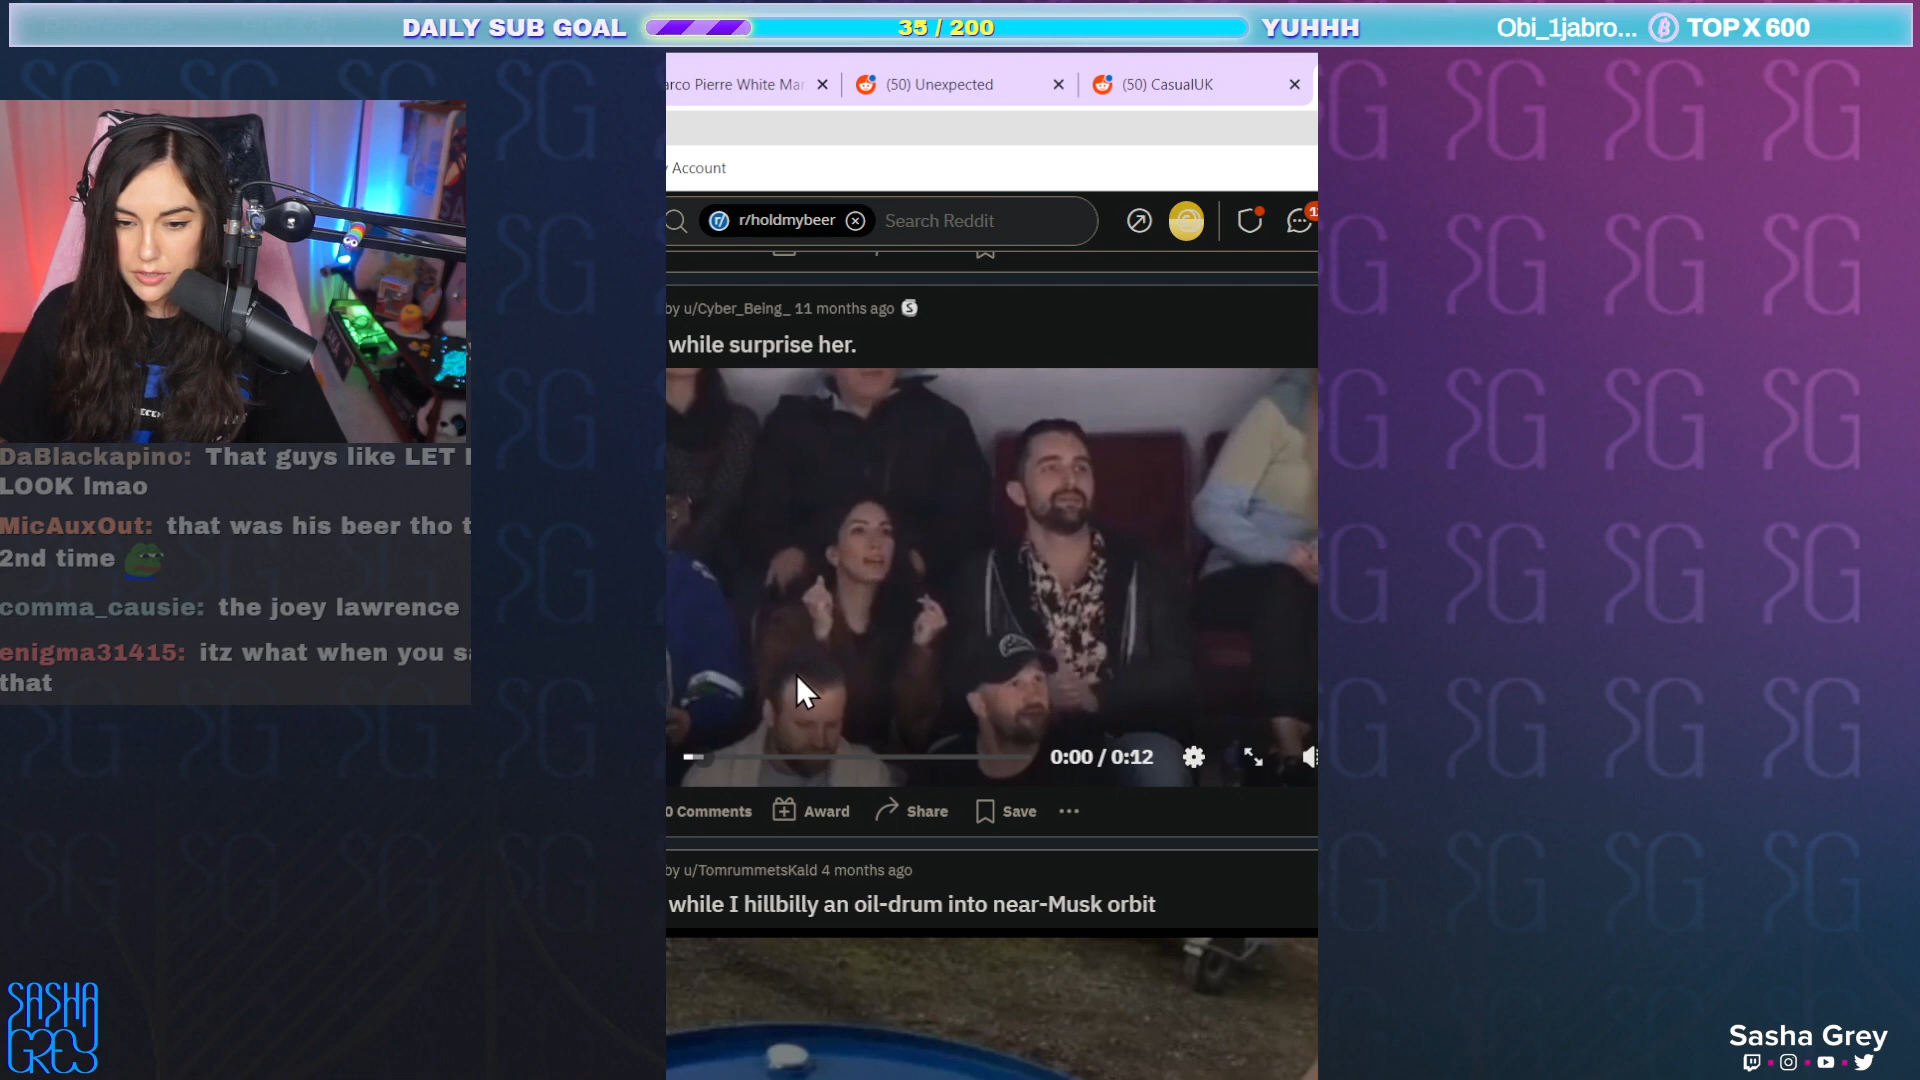 DAILY SUB GOAL 35 / 200 YUHHH Obi_1jabro... TOP X 600
arco Pierre White Mar (50) Unexpected (50) CasualUK
Account
r/holdmybeer Search Reddit
by u/Cyber_Being_ 11 months ago
while surprise her.
DaBlackapino: That guys like LET
LOOK lmao
MicAuxOut: that was his beer tho t
2nd time
comma_causie: the joey lawrence
enigma31415: itz what when you sa
that
0:00 / 0:12
0 Comments Award Share Save
by u/TomrummetsKald 4 months ago
while I hillbilly an oil-drum into near-Musk orbit
SASHA
GREY
Sasha Grey